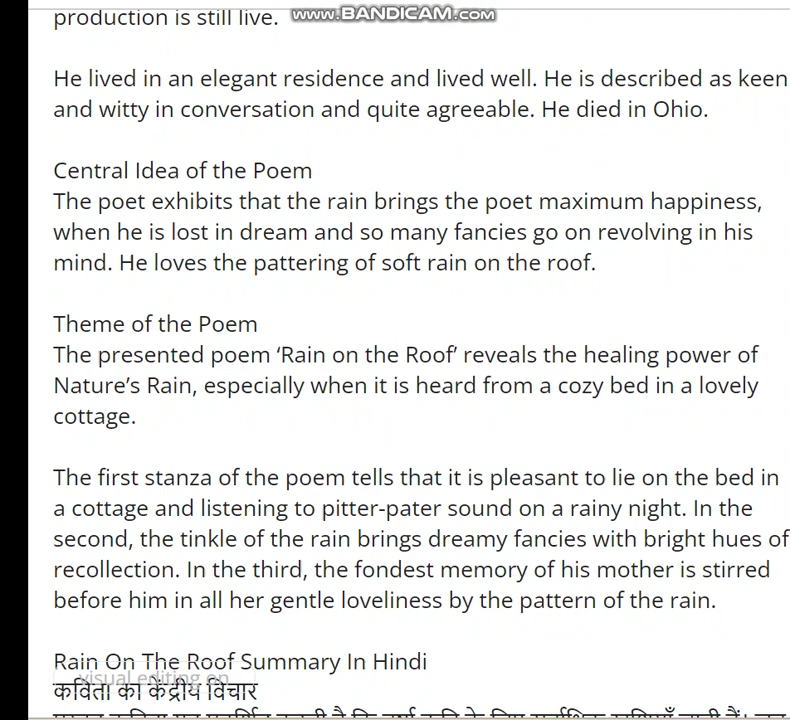 production is still live.
www.BANDICAM.com
He lived in an elegant residence and lived well. He is described as keen
and witty in conversation and quite agreeable. He died in Ohio.
Central Idea of the Poem
The poet exhibits that the rain brings the poet maximum happiness,
when he is lost in dream and so many fancies go on revolving in his
mind. He loves the pattering of soft rain on the roof.
Theme of the Poem
The presented poem ‘Rain on the Roof’ reveals the healing power of
Nature’s Rain, especially when it is heard from a cozy bed in a lovely
cottage.
The first stanza of the poem tells that it is pleasant to lie on the bed in
a cottage and listening to pitter-pater sound on a rainy night. In the
second, the tinkle of the rain brings dreamy fancies with bright hues of
recollection. In the third, the fondest memory of his mother is stirred
before him in all her gentle loveliness by the pattern of the rain.
Rain On The Roof Summary In Hindi
visual editing on
कविता का केंद्रीय विचार